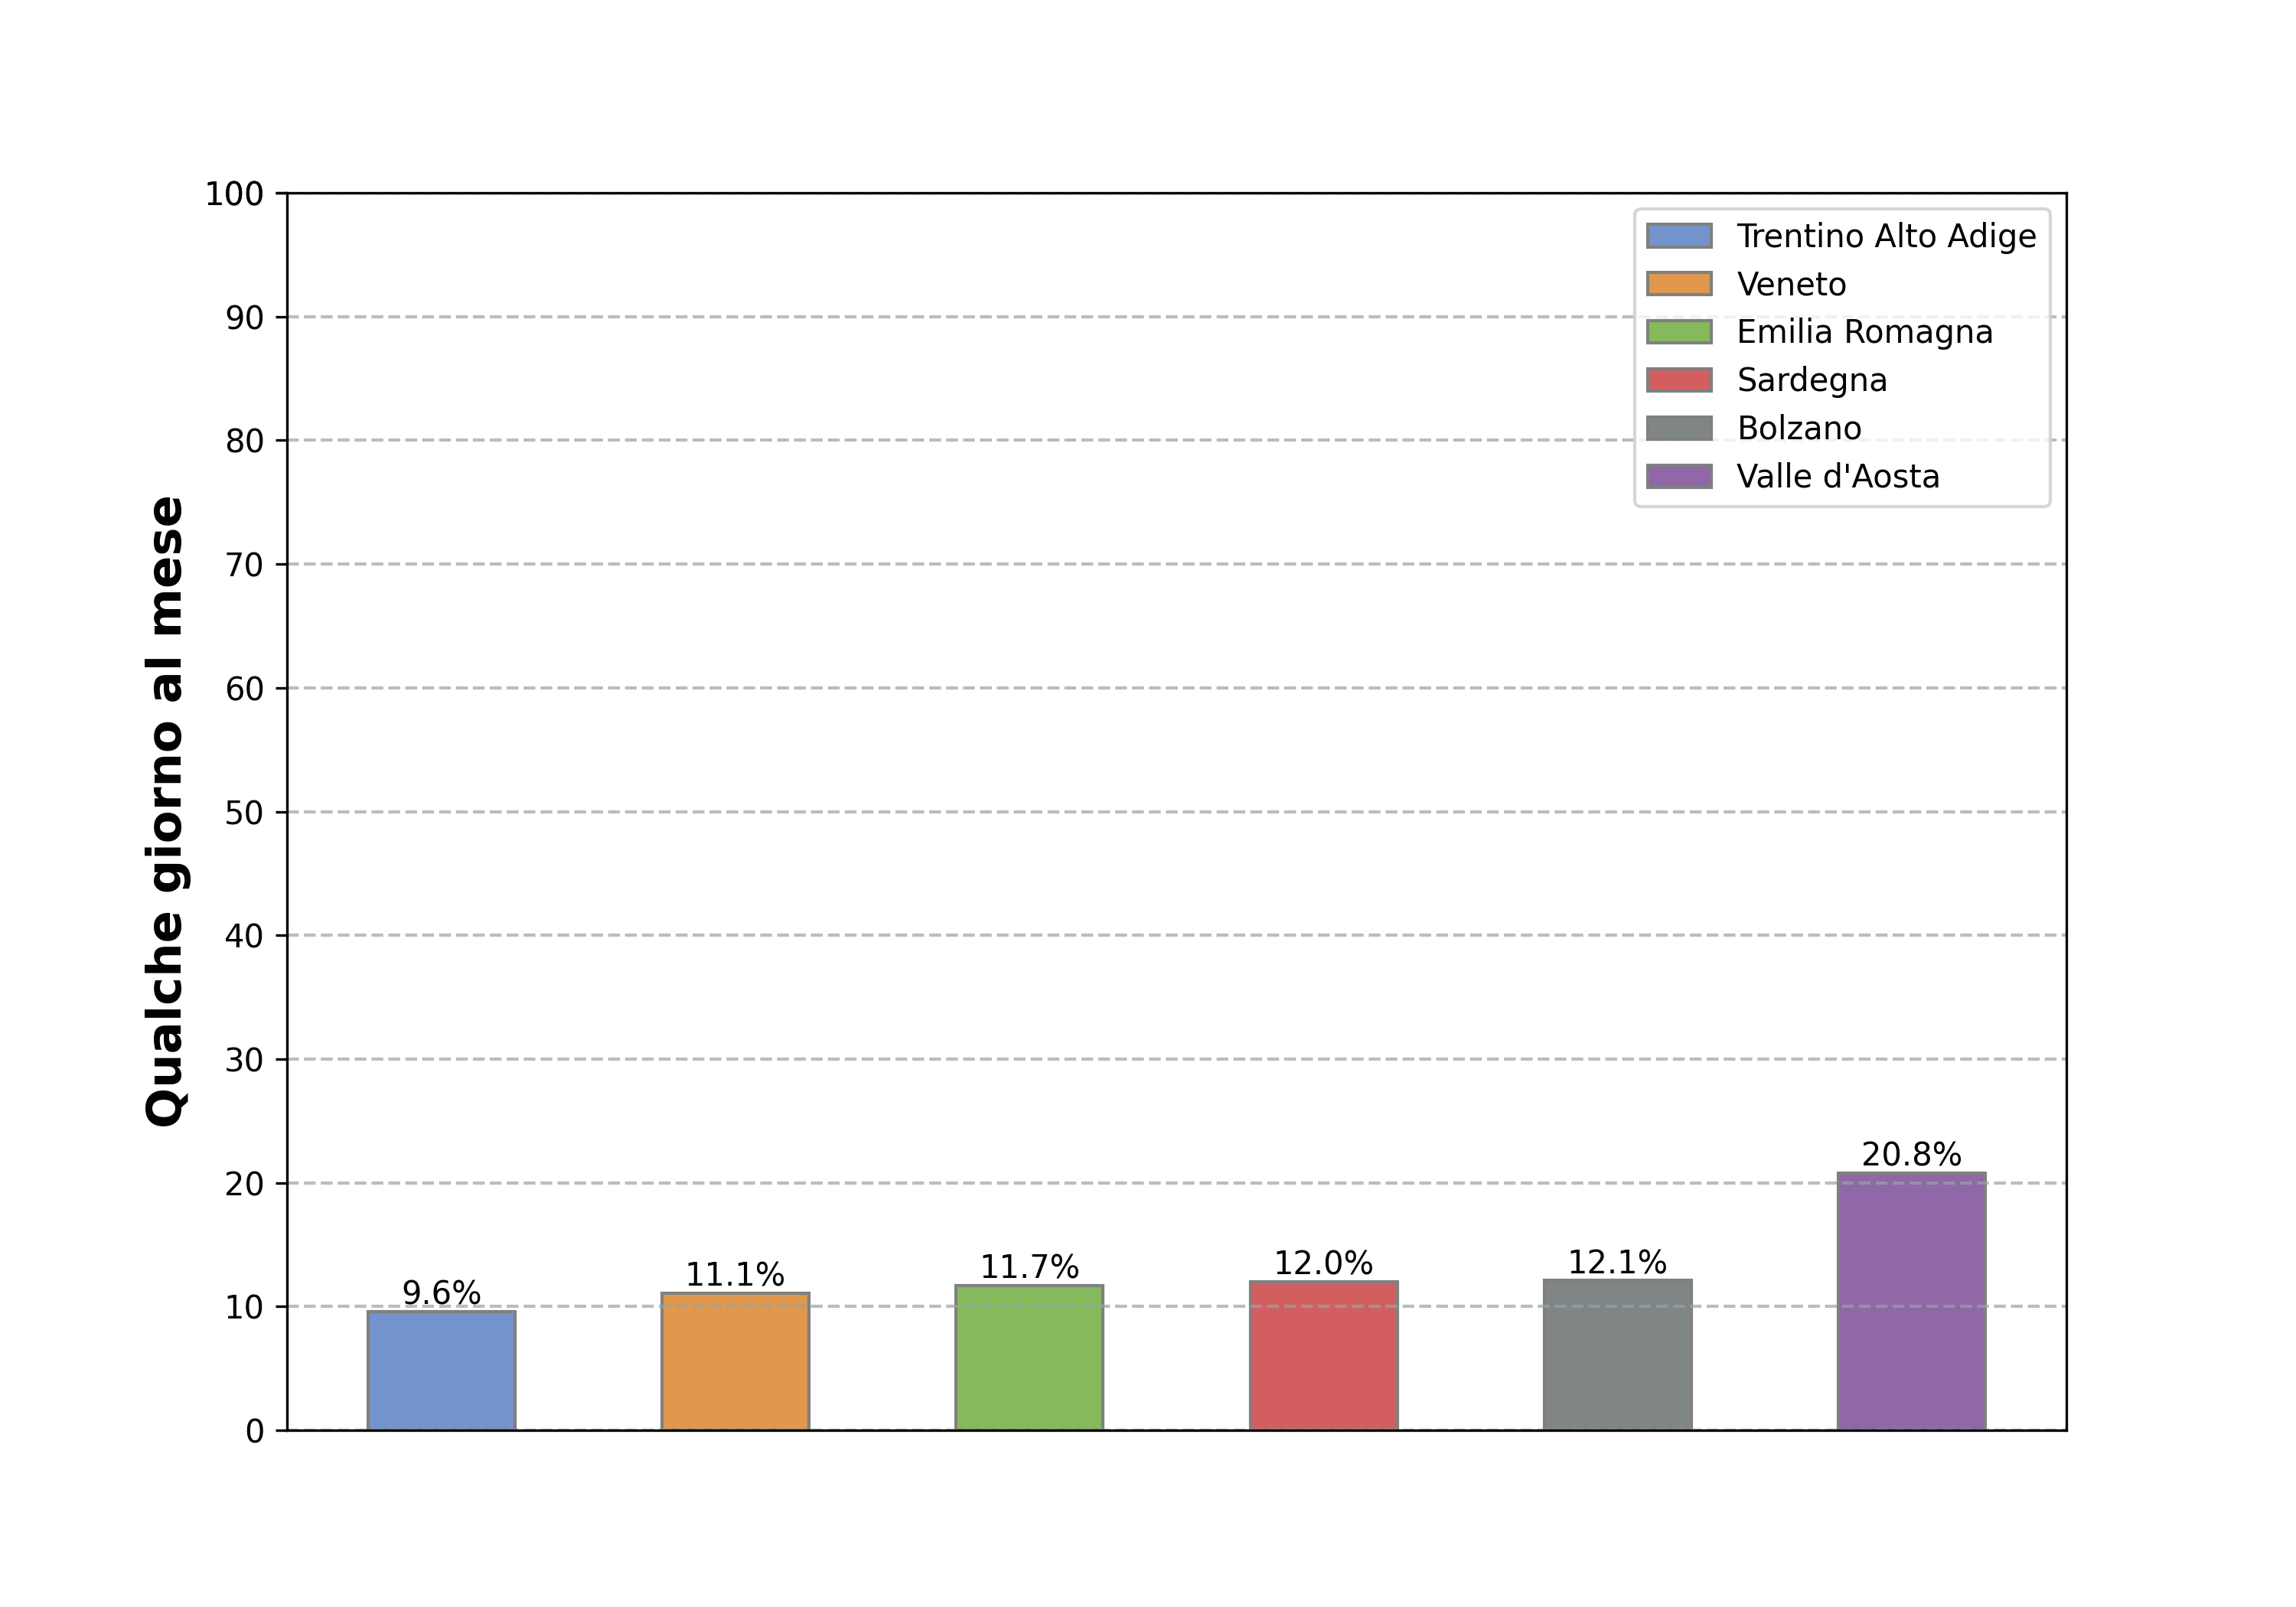 Qualche giorno al mese
100
90
80
70
60
50
40
30
20
10
0
Trentino Alto Adige
Veneto
Emilia Romagna
Sardegna
Bolzano
Valle d'Aosta
9.6%
11.1%
11.7%
12.0%
12.1%
20.8%